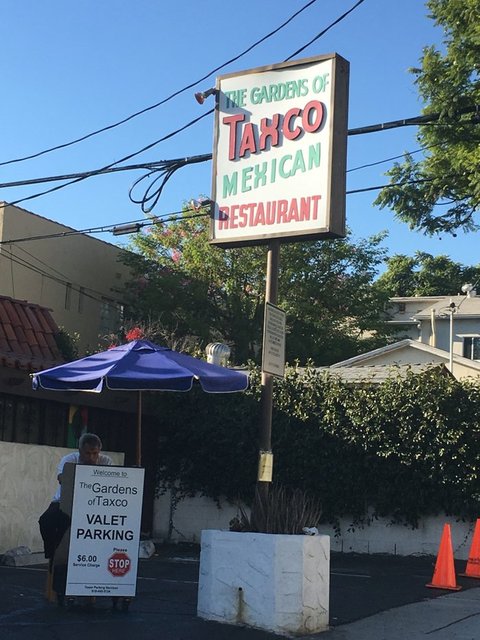 THE GARDENS OF
TAXCO
MEXICAN
RESTAURANT
Welcome to
The Gardens
of Taxco
VALET
PARKING
$6.00
Service Charge
Please
STOP
HERE